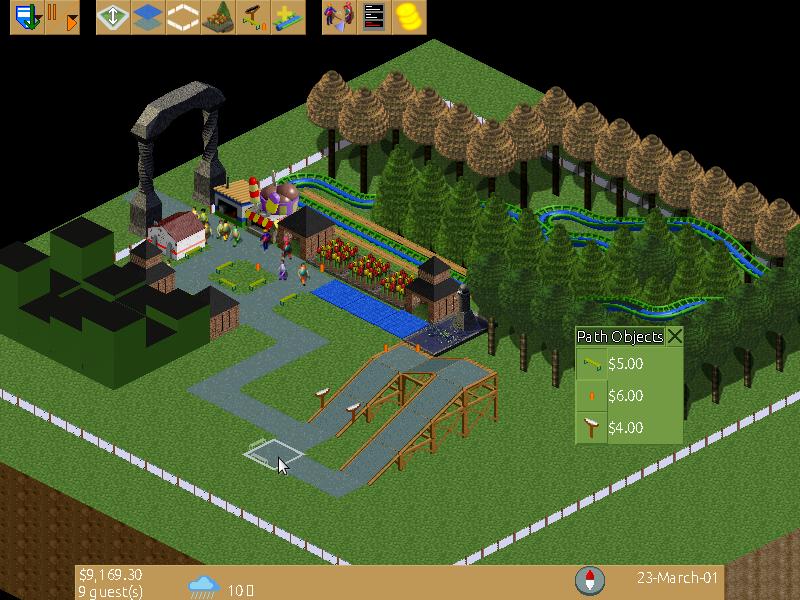 Path Objects
$5.00
$6.00
$4.00
$9,169.30
9 guest(s)
10
23-March-01